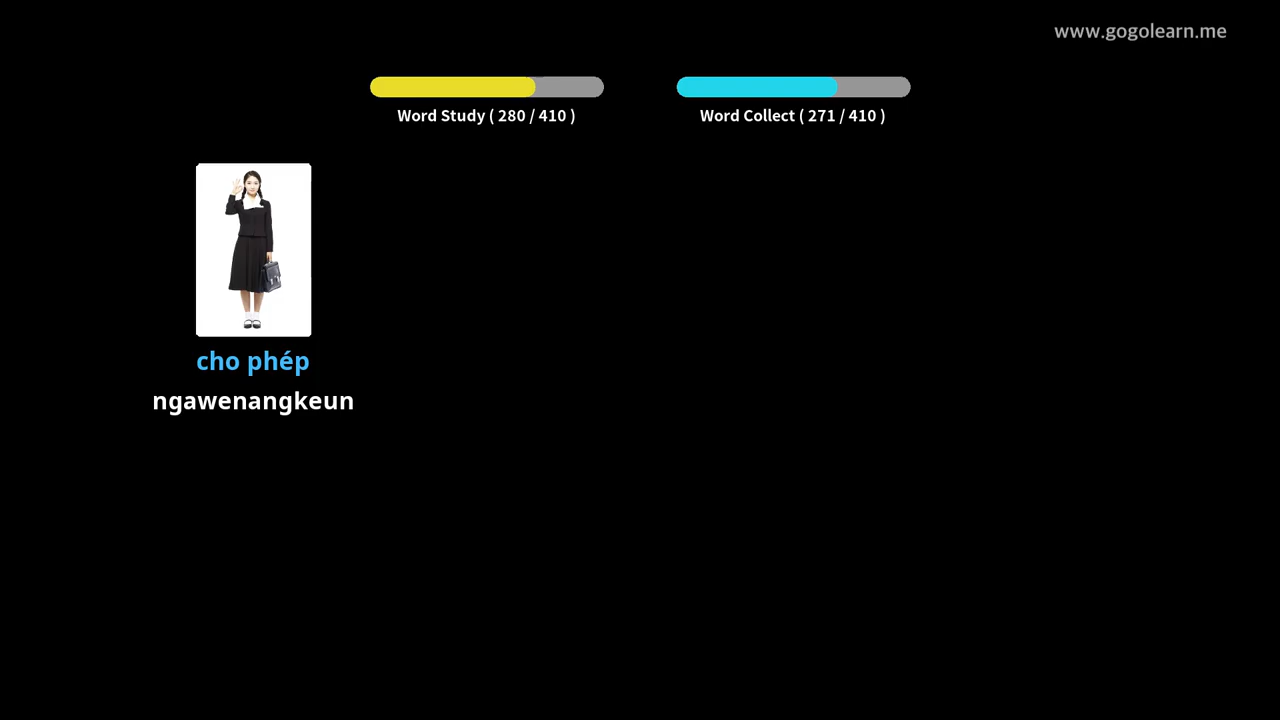 www.gogolearn.me
Word Study ( 280 / 410 )
Word Collect ( 271 / 410 )
cho phép
ngawenangkeun